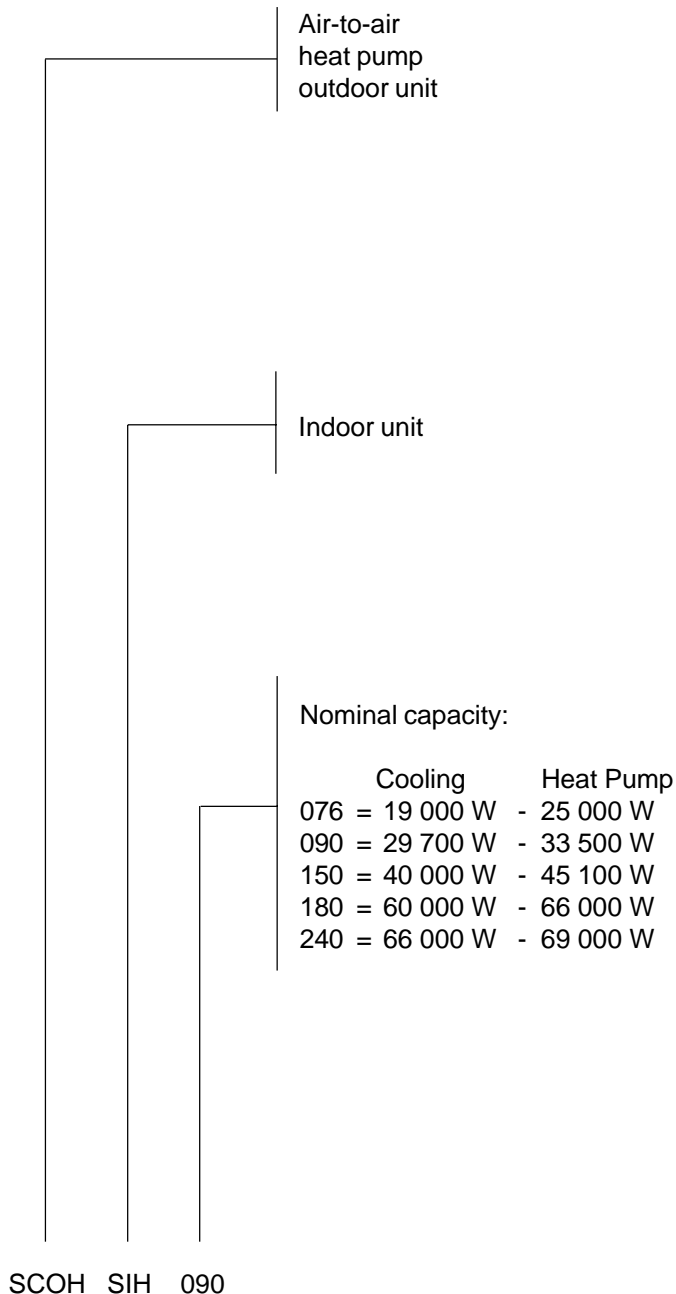 Air-to-air
heat pump
outdoor unit
Indoor unit
Nominal capacity:
Cooling Heat Pump
076 = 19 000 W - 25 000 W
090 = 29 700 W - 33 500 W
150 = 40 000 W - 45 100 W
180 = 60 000 W - 66 000 W
240 = 66 000 W - 69 000 W
SCOH SIH 090